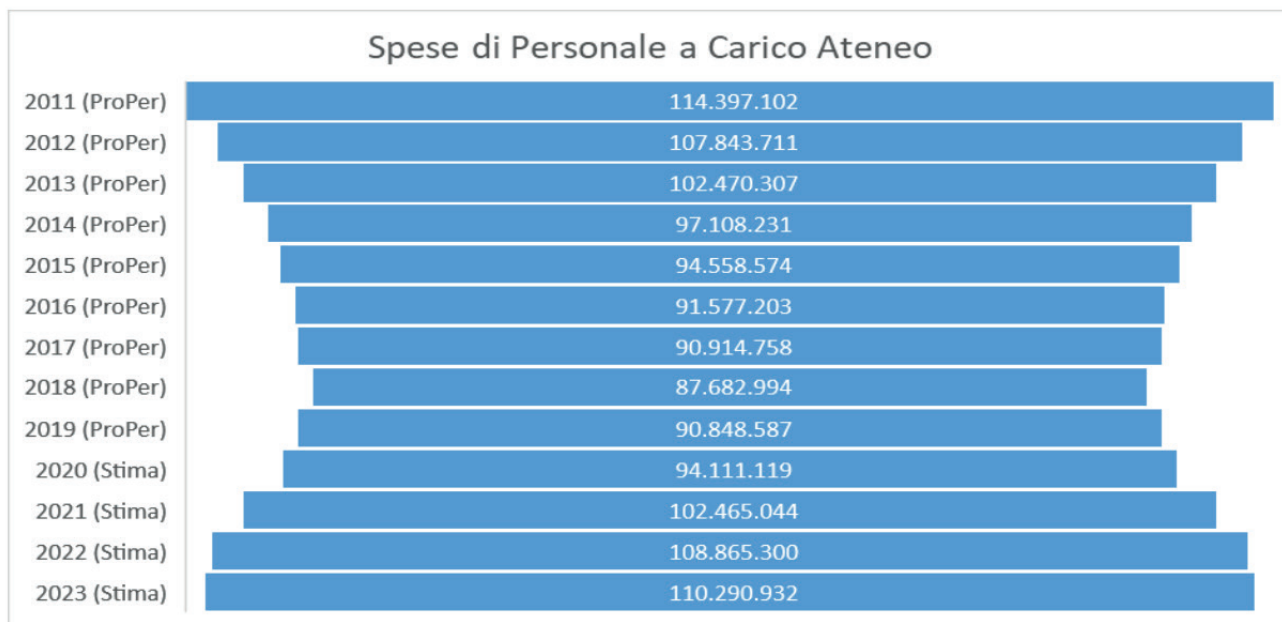 Spese di Personale a Carico Ateneo
2011 (ProPer) 114.397.102
2012 (ProPer) 107.843.711
2013 (ProPer) 102.470.307
2014 (ProPer) 97.108.231
2015 (ProPer) 94.558.574
2016 (ProPer) 91.577.203
2017 (ProPer) 90.914.758
2018 (ProPer) 87.682.994
2019 (ProPer) 90.848.587
2020 (Stima) 94.111.119
2021 (Stima) 102.465.044
2022 (Stima) 108.865.300
2023 (Stima) 110.290.932